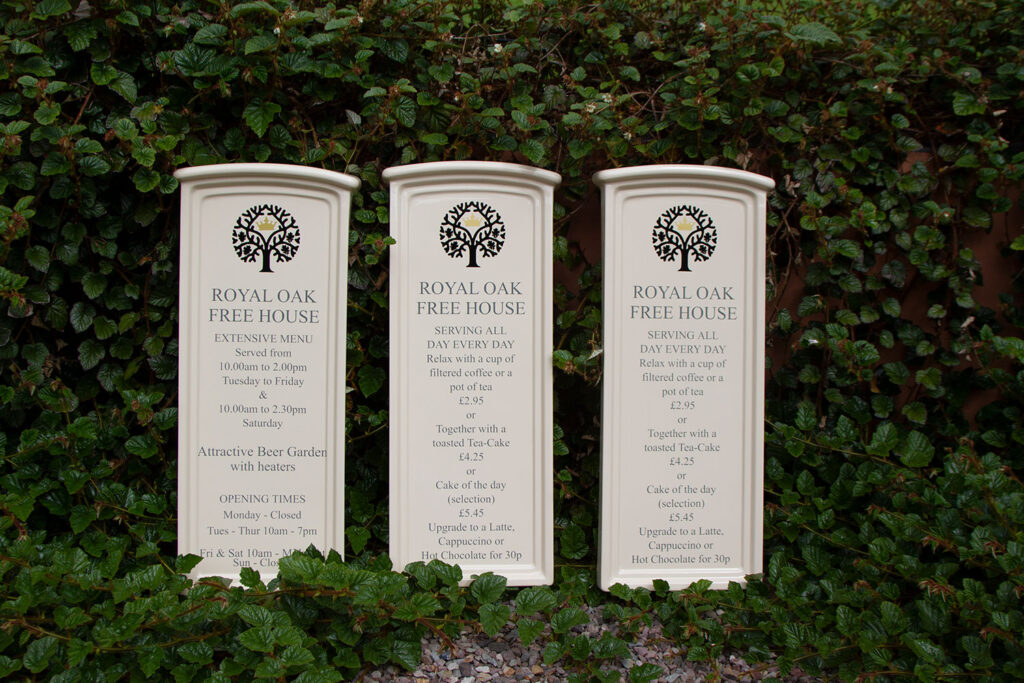 ROYAL OAK
FREE HOUSE
EXTENSIVE MENU
Served from
10.00am to 2.00pm
Tuesday to Friday
&
10.00am to 2.30pm
Saturday
Attractive Beer Garden
with heaters
OPENING TIMES
Monday - Closed
Tues - Thur 10am - 7pm
Fri & Sat 10am -
Sun -
ROYAL OAK
FREE HOUSE
SERVING ALL
DAY EVERY DAY
Relax with a cup of
filtered coffee or a
pot of tea
£2.95
or
Together with a
toasted Tea-Cake
£4.25
or
Cake of the day
(selection)
£5.45
Upgrade to a Latte,
Cappuccino or
Hot Chocolate for 30p
ROYAL OAK
FREE HOUSE
SERVING ALL
DAY EVERY DAY
Relax with a cup of
filtered coffee or a
pot of tea
£2.95
or
Together with a
toasted Tea-Cake
£4.25
or
Cake of the day
(selection)
£5.45
Upgrade to a Latte,
Cappuccino or
Hot Chocolate for 30p